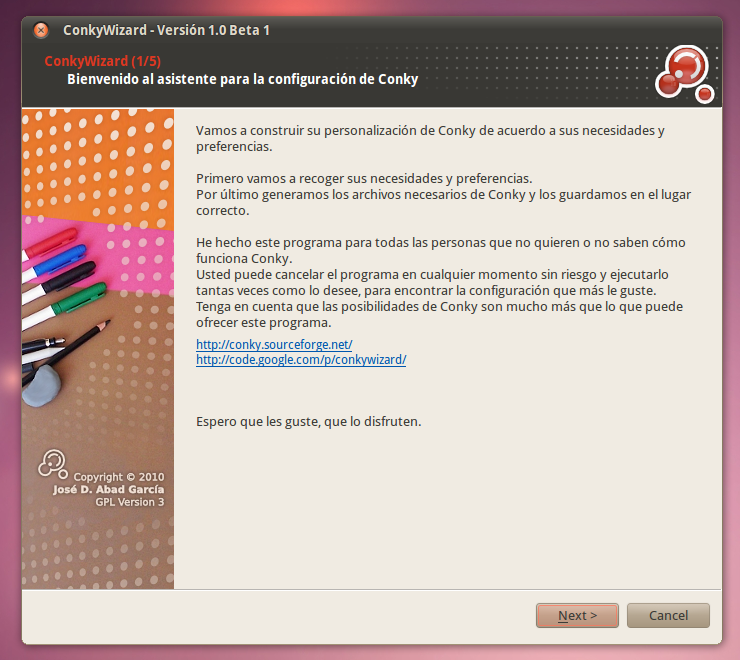 ConkyWizard - Versión 1.0 Beta 1
ConkyWizard (1/5)
Bienvenido al asistente para la configuración de Conky
Vamos a construir su personalización de Conky de acuerdo a sus necesidades y
preferencias.
Primero vamos a recoger sus necesidades y preferencias.
Por último generamos los archivos necesarios de Conky y los guardamos en el lugar
correcto.
He hecho este programa para todas las personas que no quieren o no saben cómo
funciona Conky.
Usted puede cancelar el programa en cualquier momento sin riesgo y ejecutarlo
tantas veces como lo desee, para encontrar la configuración que más le guste.
Tenga en cuenta que las posibilidades de Conky son mucho más que lo que puede
ofrecer este programa.
http://conky.sourceforge.net/
http://code.google.com/p/conkywizard/
Espero que les guste, que lo disfruten.
Copyright © 2010
José D. Abad García
GPL Version 3
Next >
Cancel